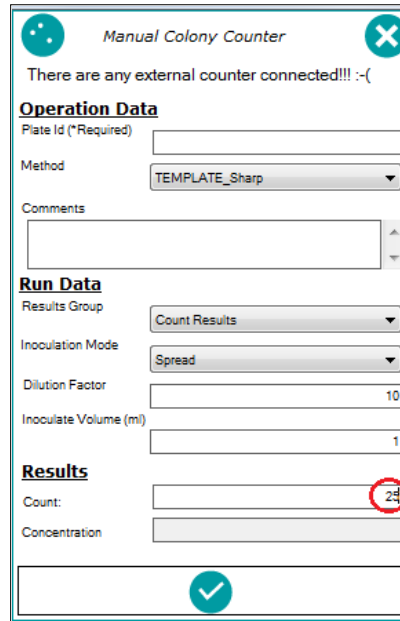 Manual Colony Counter
There are any external counter connected!!! :-(
Operation Data
Plate Id (*Required)
Method
TEMPLATE_Sharp
Comments
Run Data
Results Group
Count Results
Inoculation Mode
Spread
Dilution Factor
10
Inoculate Volume (ml)
1
Results
Count:
25
Concentration